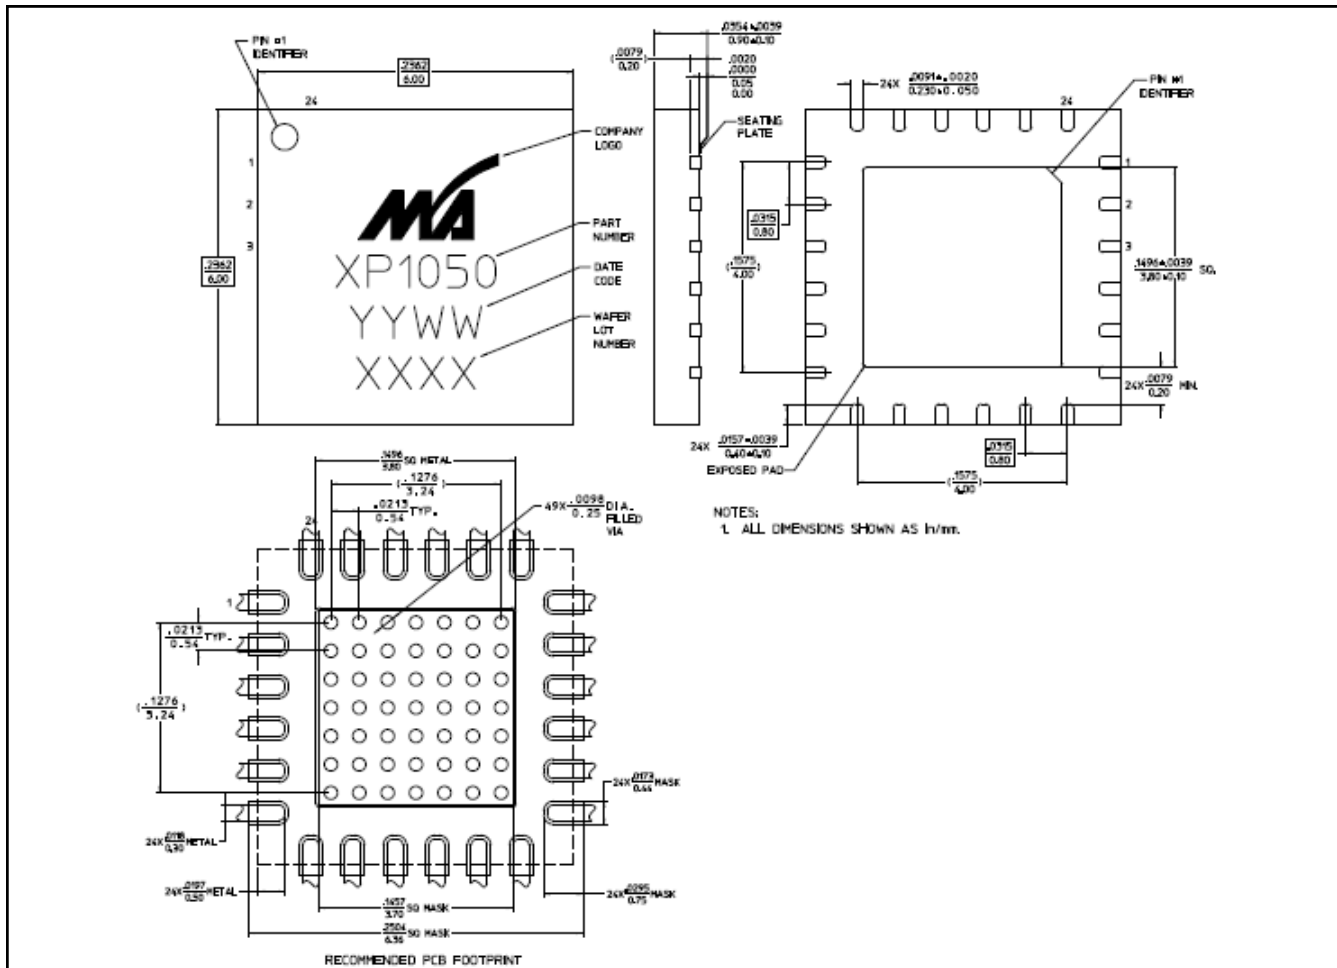 PIN #1
IDENTIFIER
.2362
6.00
24
1
2
3
.2362
6.00
COMPANY
LOGO
MA
XP1050
YYWW
XXXX
PART
NUMBER
DATE
CODE
WAFER
LOT
NUMBER
.0354±.0039
0.90±0.10
(.0079
0.20)
.0020
.0000
0.05
0.00
SEATING
PLATE
24X .0091±.0020
0.230±0.050
24
PIN #1
IDENTIFIER
1
2
3
.0315
0.80
(.1575
4.00)
.1496±.0039 SQ.
3.80±0.10
24X .0079 MIN.
0.20
24X .0157±.0039
0.40±0.10
EXPOSED PAD
.0315
0.80
(.1575
4.00)
NOTES:
1. ALL DIMENSIONS SHOWN AS in/mm.
.1496 SQ METAL
3.80
(.1276
3.24)
.0213 TYP.
0.54
24
49X .0098 DIA.
0.25 FILLED
VIA
1
.0213 TYP.
0.54
(.1276
3.24)
24X .0173 MASK
0.44
24X .0118 METAL
0.30
24X .0197 METAL
0.50
24X .0295 MASK
0.75
.1457 SQ MASK
3.70
.2504 SQ MASK
6.36
RECOMMENDED PCB FOOTPRINT